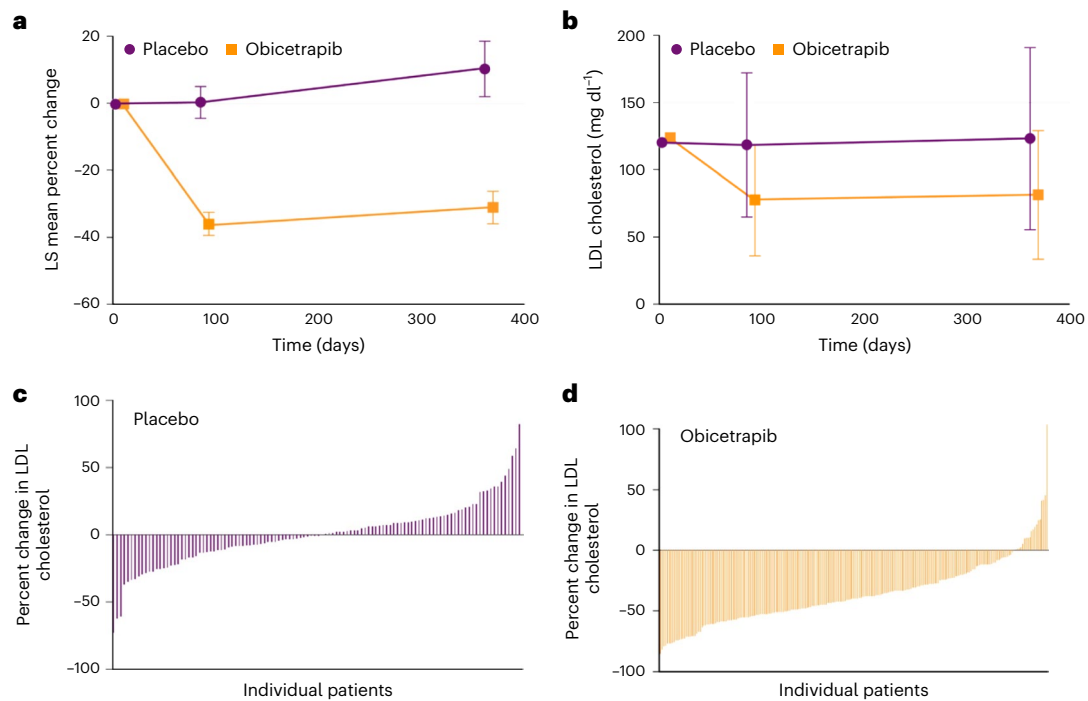 a
20
0
−20
−40
−60
LS mean percent change
Placebo
Obicetrapib
0
100
200
300
400
Time (days)
b
200
150
100
50
0
LDL cholesterol (mg dl⁻¹)
Placebo
Obicetrapib
0
100
200
300
400
Time (days)
c
100
50
0
−50
−100
Percent change in LDL
cholesterol
Placebo
Individual patients
d
100
50
0
−50
−100
Percent change in LDL
cholesterol
Obicetrapib
Individual patients